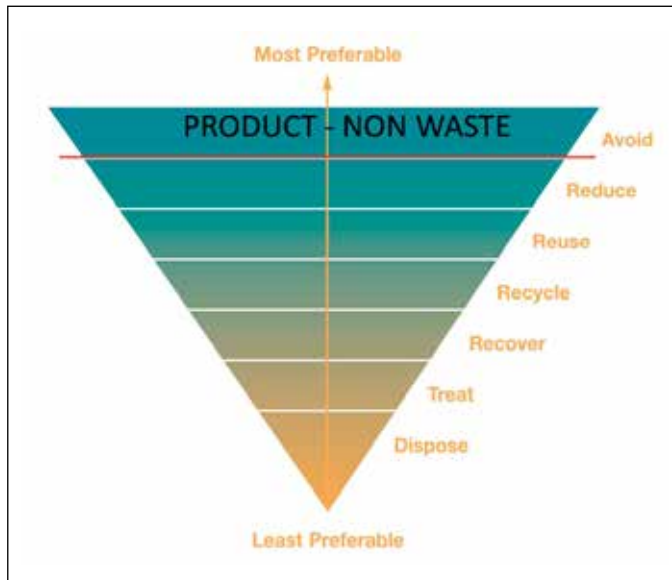 Most Preferable
PRODUCT - NON WASTE
Avoid
Reduce
Reuse
Recycle
Recover
Treat
Dispose
Least Preferable